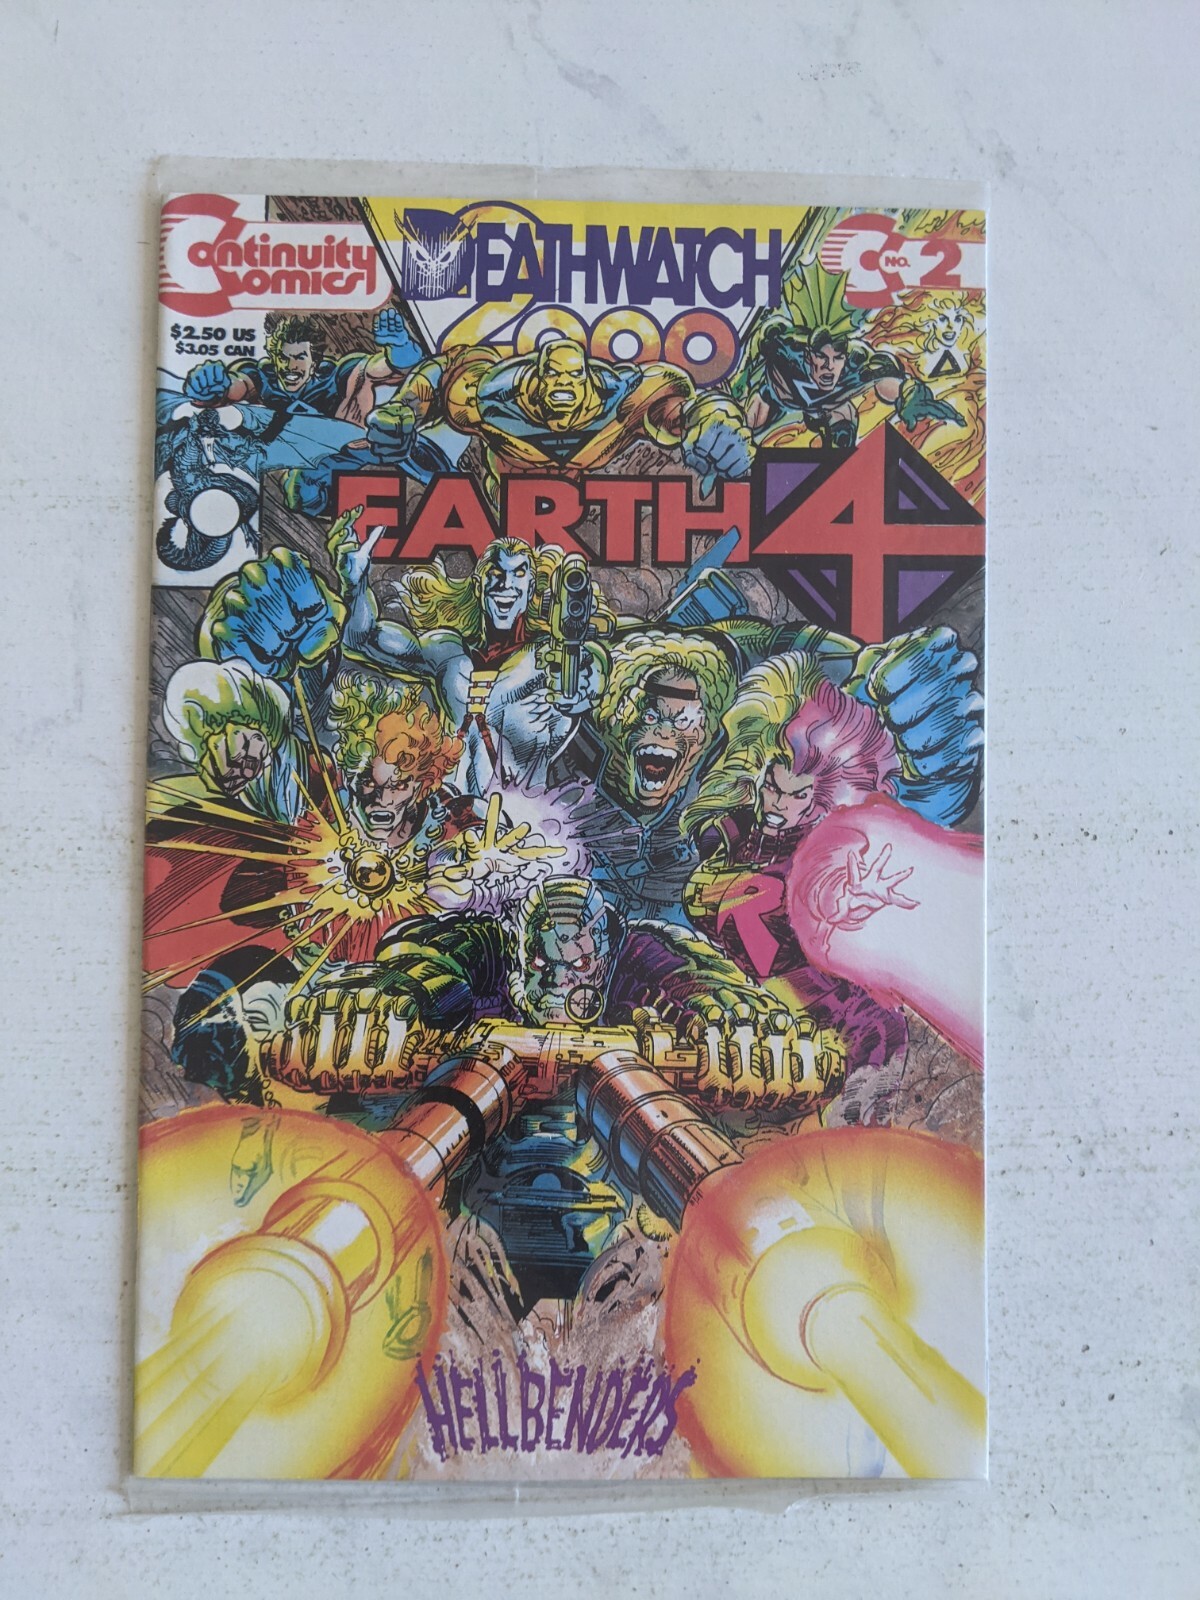 Continuity Comics
DEATHWATCH
2000
NO. 2
$2.50 US
$3.05 CAN
EARTH 4
R
HELLBENDERS